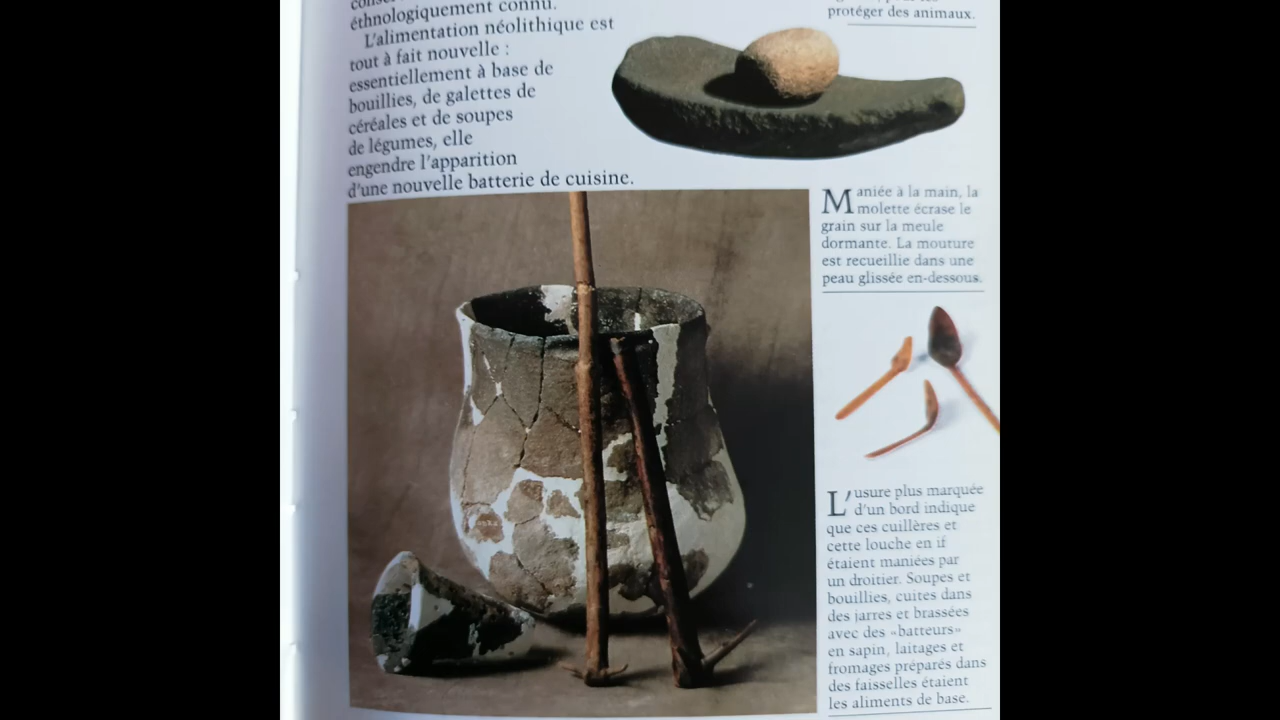 éthnologiquement connu.
L'alimentation néolithique est
tout à fait nouvelle :
essentiellement à base de
bouillies, de galettes de
céréales et de soupes
de légumes, elle
engendre l'apparition
d'une nouvelle batterie de cuisine.
protéger des animaux.
Maniée à la main, la
molette écrase le
grain sur la meule
dormante. La mouture
est recueillie dans une
peau glissée en-dessous.
L'usure plus marquée
d'un bord indique
que ces cuillères et
cette louche en if
étaient maniées par
un droitier. Soupes et
bouillies, cuites dans
des jarres et brassées
avec des «batteurs»
en sapin, laitages et
fromages préparés dans
des faisselles étaient
les aliments de base.